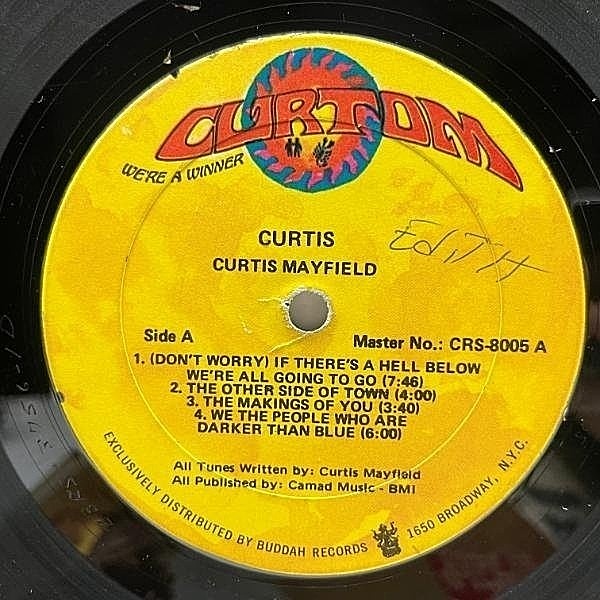 CURTOM
WE'RE A WINNER
CURTIS
EdITH
CURTIS MAYFIELD
Side A
Master No.: CRS-8005 A
1. (DON'T WORRY) IF THERE'S A HELL BELOW
WE'RE ALL GOING TO GO (7:46)
2. THE OTHER SIDE OF TOWN (4:00)
3. THE MAKINGS OF YOU (3:40)
4. WE THE PEOPLE WHO ARE
DARKER THAN BLUE (6:00)
All Tunes Written by: Curtis Mayfield
All Published by: Camad Music - BMI
EXCLUSIVELY DISTRIBUTED BY BUDDAH RECORDS 1650 BROADWAY, N.Y.C.